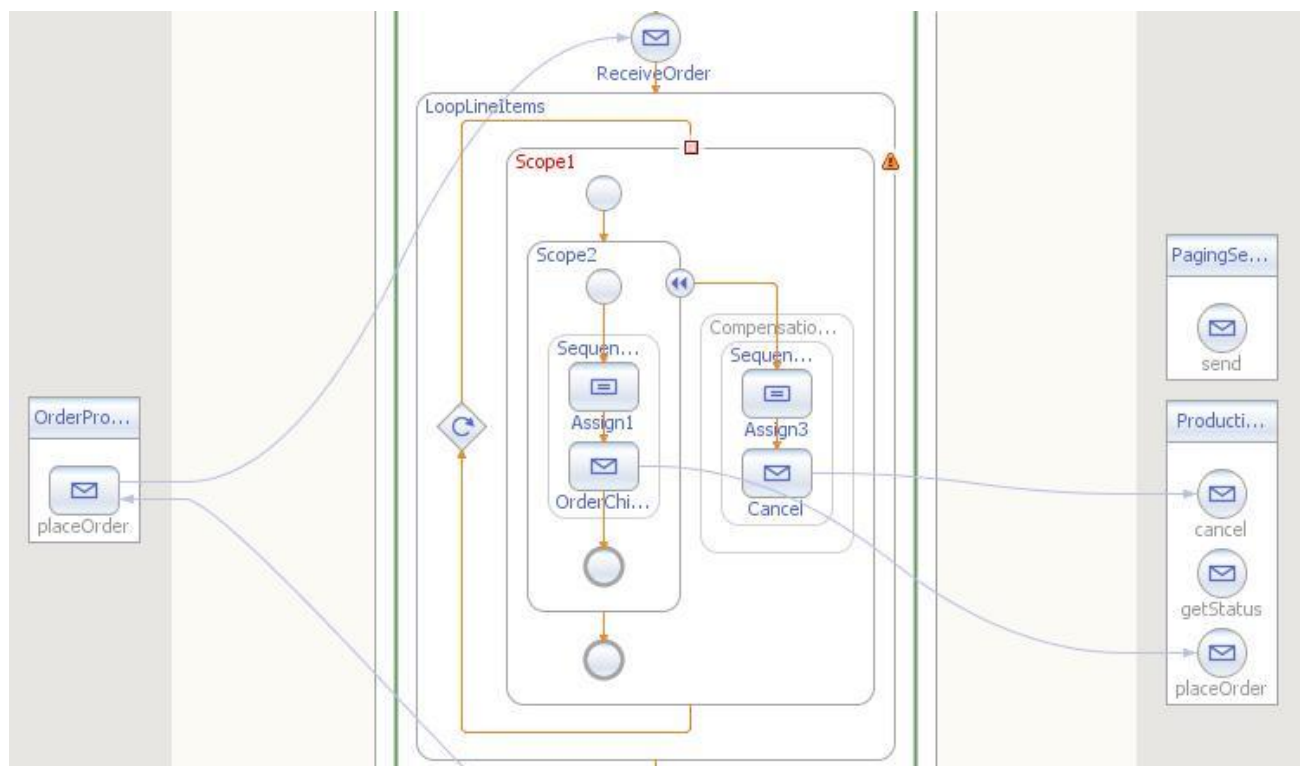 ReceiveOrder
LoopLineItems
Scope1
Scope2
Sequen...
Assign1
OrderChi...
Compensatio...
Sequen...
Assign3
Cancel
OrderPro...
placeOrder
PagingSe...
send
Producti...
cancel
getStatus
placeOrder